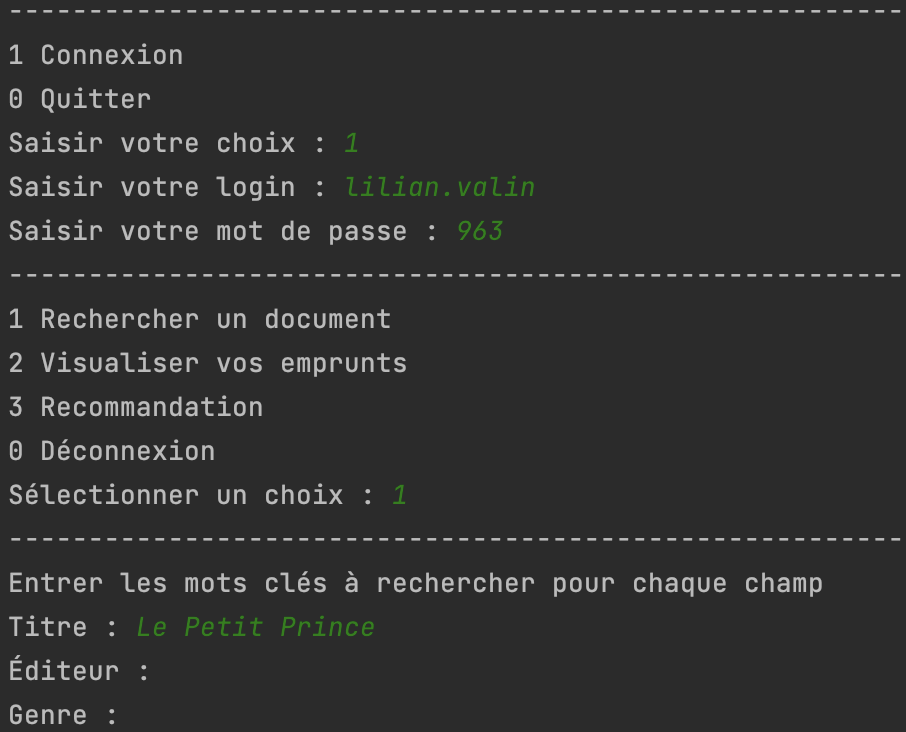 --------------------------------------------------------
1 Connexion
0 Quitter
Saisir votre choix : 1
Saisir votre login : lilian.valin
Saisir votre mot de passe : 963
--------------------------------------------------------
1 Rechercher un document
2 Visualiser vos emprunts
3 Recommandation
0 Déconnexion
Sélectionner un choix : 1
--------------------------------------------------------
Entrer les mots clés à rechercher pour chaque champ
Titre : Le Petit Prince
Éditeur :
Genre :